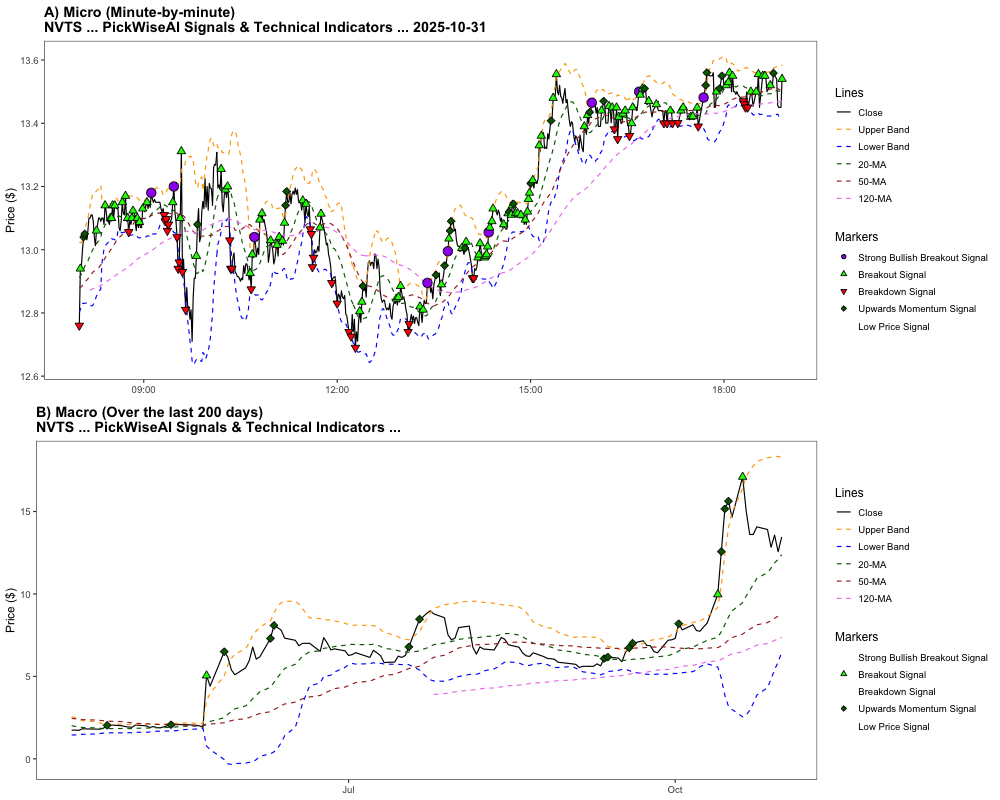 A) Micro (Minute-by-minute)
NVTS ... PickWiseAI Signals & Technical Indicators ... 2025-10-31
Price ($)
13.6
13.4
13.2
13.0
12.8
12.6
09:00
12:00
15:00
18:00
Lines
Close
Upper Band
Lower Band
20-MA
50-MA
120-MA
Markers
Strong Bullish Breakout Signal
Breakout Signal
Breakdown Signal
Upwards Momentum Signal
Low Price Signal
B) Macro (Over the last 200 days)
NVTS ... PickWiseAI Signals & Technical Indicators ...
Price ($)
15
10
5
0
Jul
Oct
Lines
Close
Upper Band
Lower Band
20-MA
50-MA
120-MA
Markers
Strong Bullish Breakout Signal
Breakout Signal
Breakdown Signal
Upwards Momentum Signal
Low Price Signal